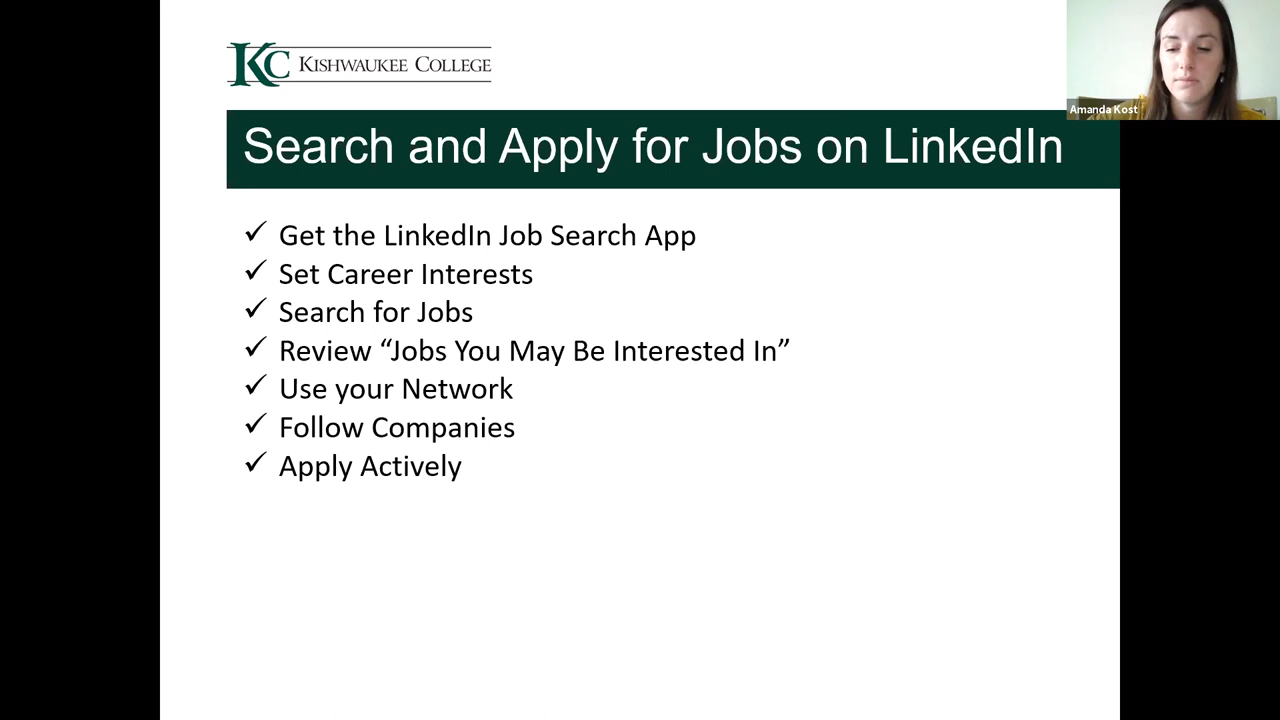 KC KISHWAUKEE COLLEGE
Amanda Kost
Search and Apply for Jobs on LinkedIn
✓ Get the LinkedIn Job Search App
✓ Set Career Interests
✓ Search for Jobs
✓ Review “Jobs You May Be Interested In”
✓ Use your Network
✓ Follow Companies
✓ Apply Actively